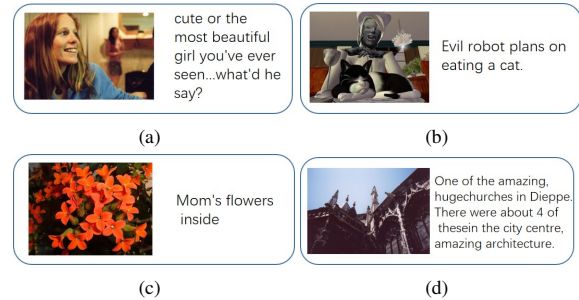 cute or the
most beautiful
girl you've ever
seen...what'd he
say?
Evil robot plans on
eating a cat.
(a)
(b)
Mom's flowers
inside
One of the amazing,
hugechurches in Dieppe.
There were about 4 of
thesein the city centre,
amazing architecture.
(c)
(d)